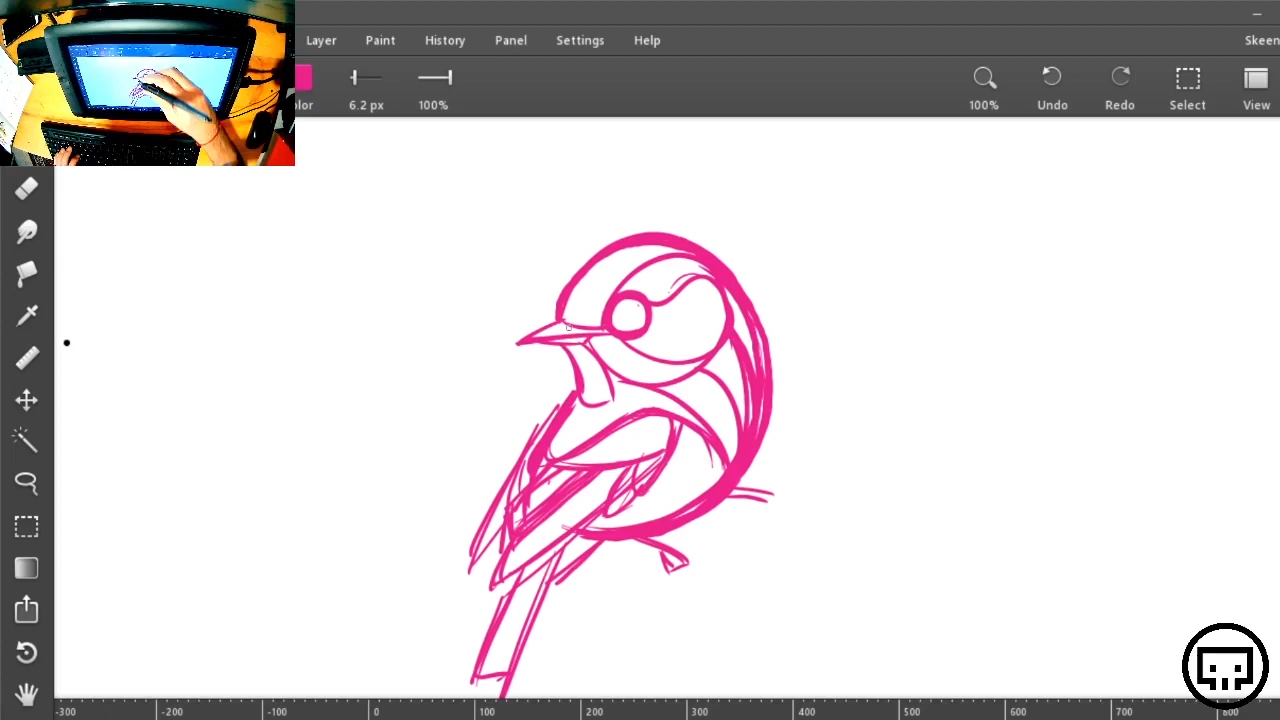 Layer Paint History Panel Settings Help Skeen
olor 6.2 px 100% 100% Undo Redo Select View
-300 -200 -100 0 100 200 300 400 500 600 700 800